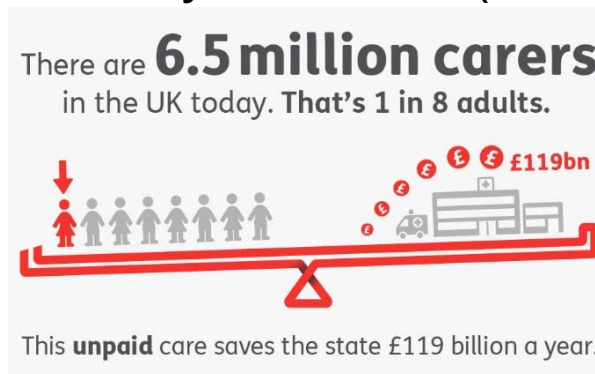 There are 6.5 million carers
in the UK today. That's 1 in 8 adults.
£ £ £ £ £ £ £119bn
This unpaid care saves the state £119 billion a year.